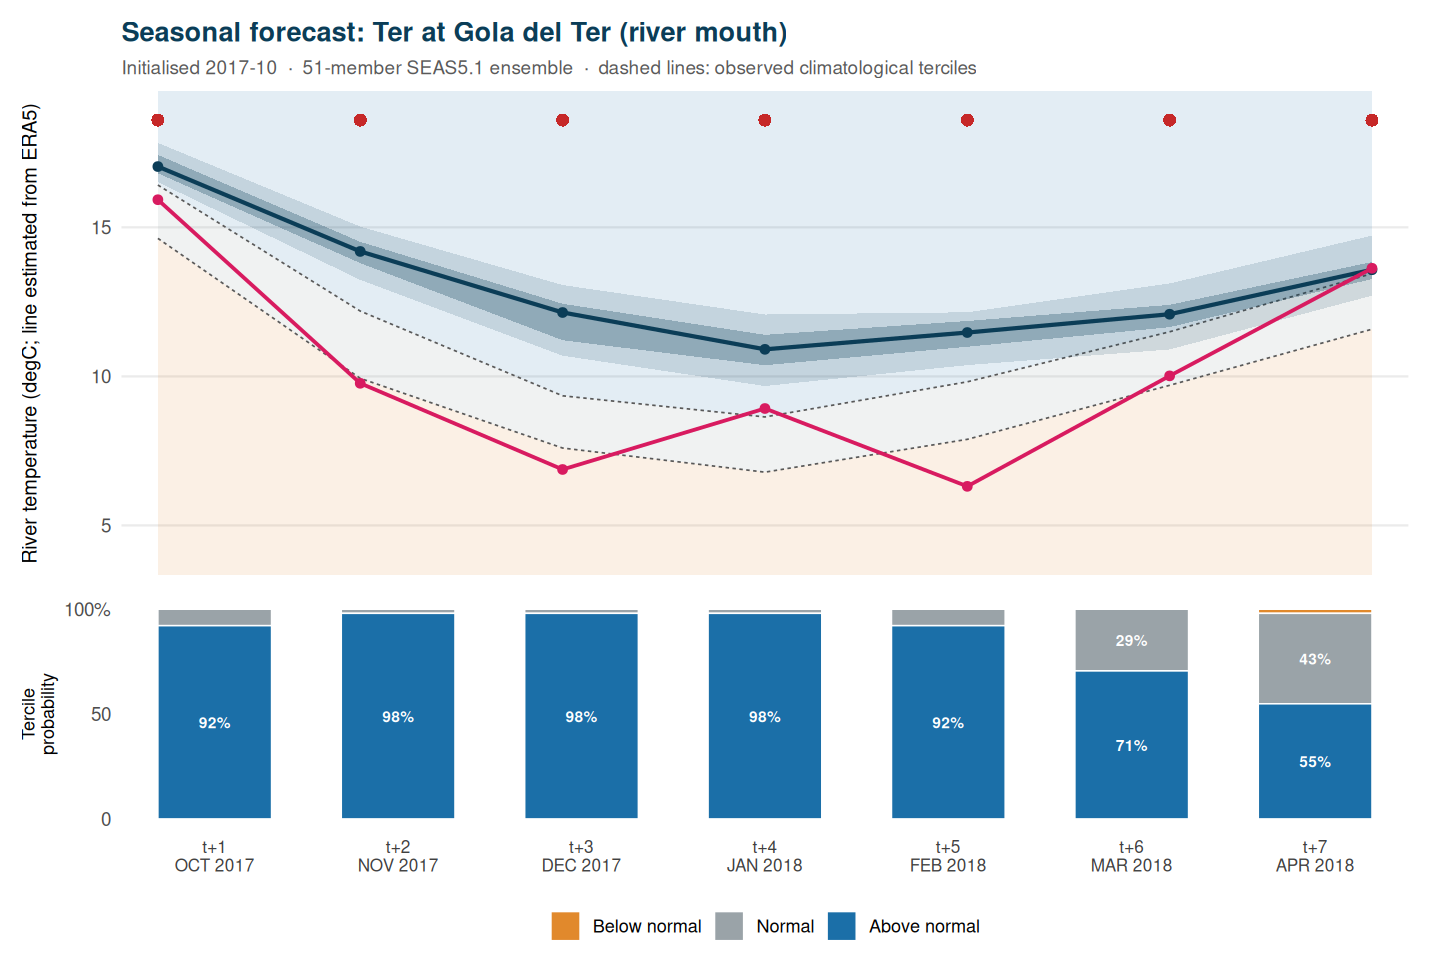 Seasonal forecast: Ter at Gola del Ter (river mouth)
Initialised 2017-10 · 51-member SEAS5.1 ensemble · dashed lines: observed climatological terciles
River temperature (degC; line estimated from ERA5)
15
10
5
100%
50
0
Tercile
probability
92%
98%
98%
98%
92%
29%
71%
43%
55%
t+1
OCT 2017
t+2
NOV 2017
t+3
DEC 2017
t+4
JAN 2018
t+5
FEB 2018
t+6
MAR 2018
t+7
APR 2018
Below normal
Normal
Above normal